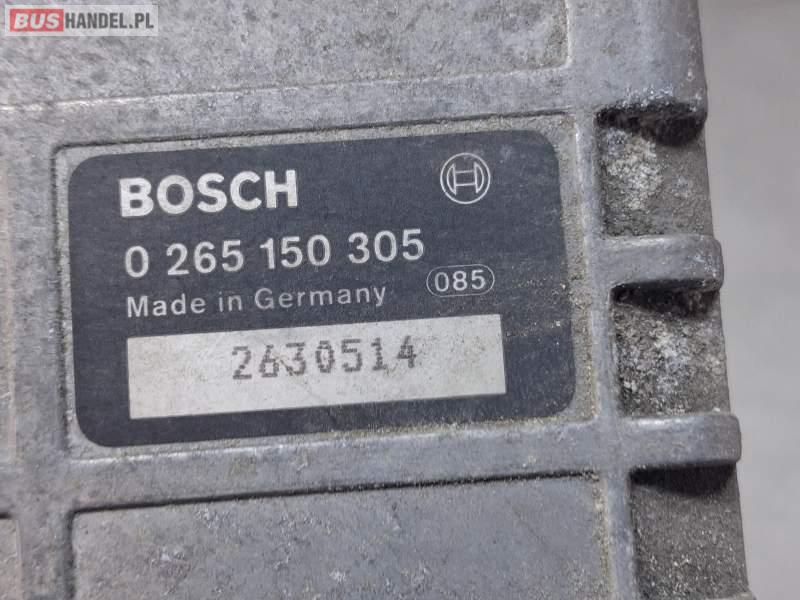 BUSHANDEL.PL
BOSCH
0 265 150 305
Made in Germany 085
2630514